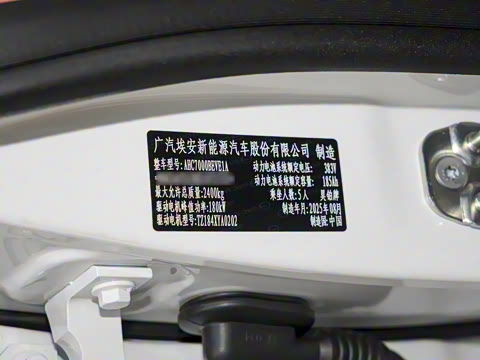 广汽埃安新能源汽车股份有限公司 制造
整车型号:AHC7000BEVE1A 动力电池系统额定电压: 383V
动力电池系统额定容量: 185Ah
最大允许总质量:2400kg 乘坐人数:5人 昊铂牌
驱动电机峰值功率:180kW 制造年月:2025年08月
驱动电机型号:TZ184XYA0202 制造国:中国